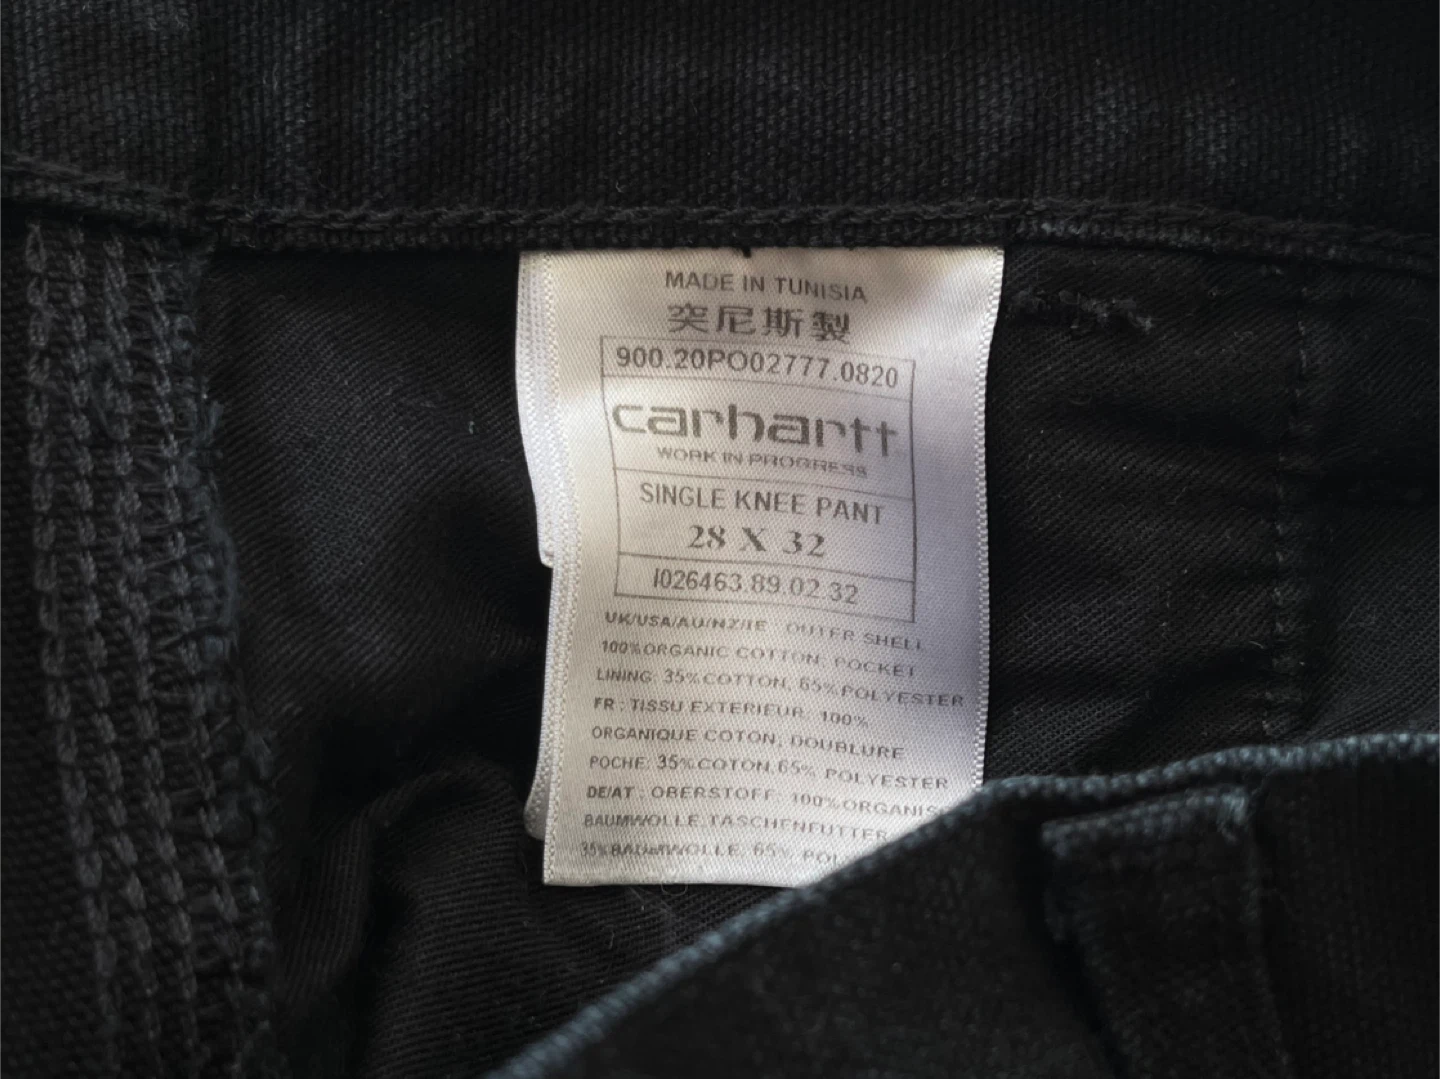 MADE IN TUNISIA
突尼斯製
900.20PO02777.0820
carhartt
WORK IN PROGRESS
SINGLE KNEE PANT
28 X 32
I026463.89.02 32
UK/USA/AU/NZ/IE OUTER SHELL
100%ORGANIC COTTON; POCKET
LINING: 35%COTTON, 65%POLYESTER
FR : TISSU EXTERIEUR: 100%
ORGANIQUE COTON; DOUBLURE
POCHE: 35%COTON,65% POLYESTER
DE/AT : OBERSTOFF: 100%ORGANIS
BAUMWOLLE,TASCHENFUTTER
35%BAUMWOLLE, 65% POL